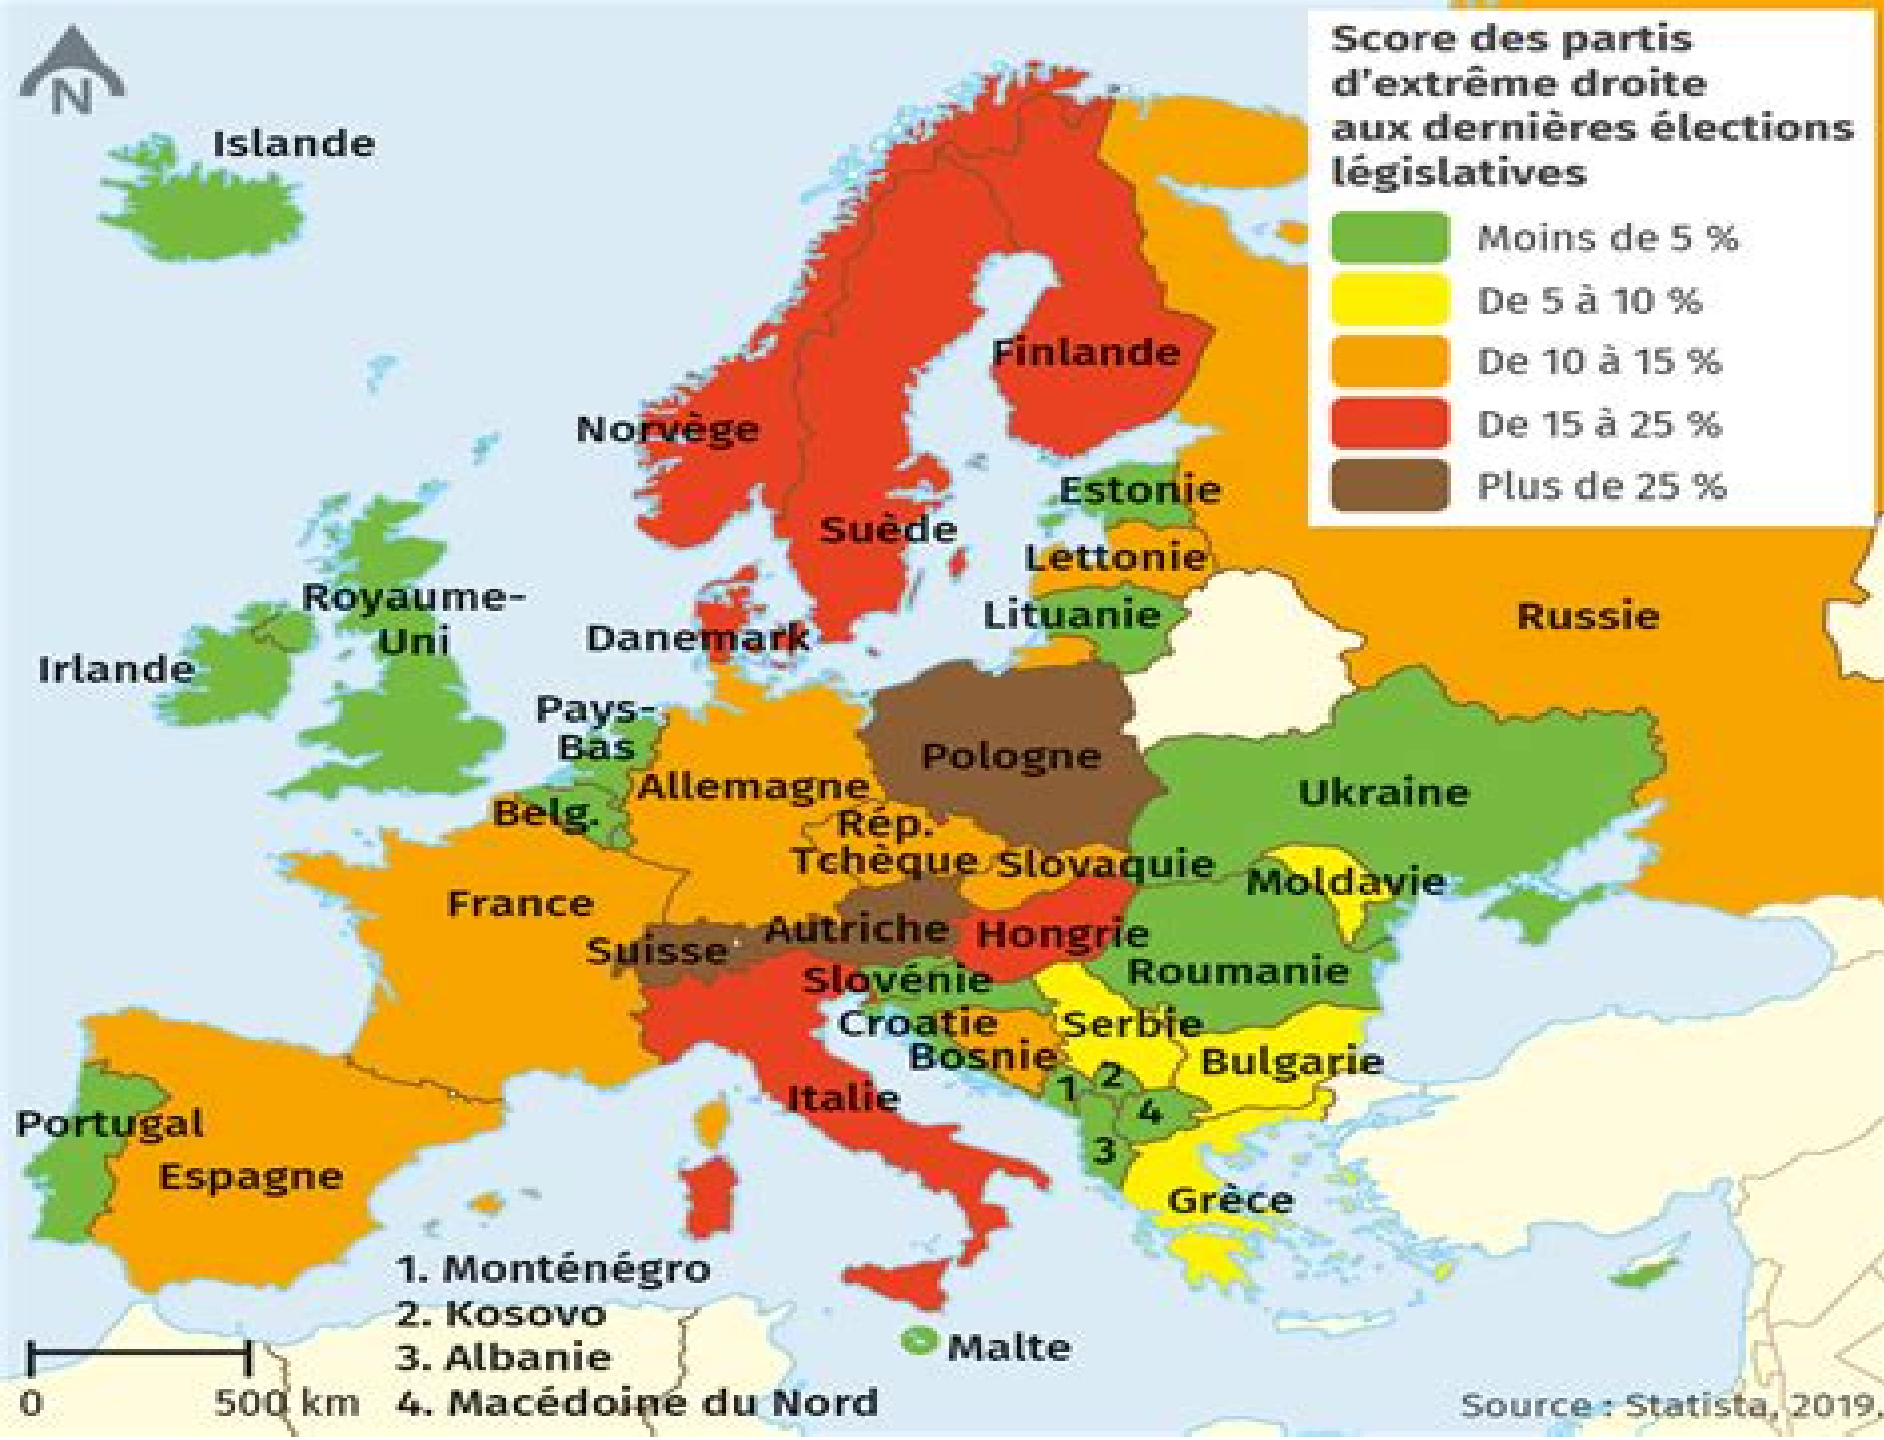 N
Score des partis
d'extrême droite
aux dernières élections
législatives
Moins de 5 %
De 5 à 10 %
De 10 à 15 %
De 15 à 25 %
Plus de 25 %
Islande
Finlande
Norvège
Suède
Estonie
Lettonie
Lituanie
Russie
Royaume-
Uni
Irlande
Danemark
Pays-
Bas
Belg.
Allemagne
Pologne
Ukraine
Rép.
Tchèque
Slovaquie
Moldavie
France
Suisse
Autriche
Hongrie
Slovénie
Roumanie
Croatie
Serbie
Bosnie
Bulgarie
1
2
4
3
Italie
Portugal
Espagne
Grèce
Malte
1. Monténégro
2. Kosovo
3. Albanie
4. Macédoine du Nord
0
500 km
Source : Statista, 2019.